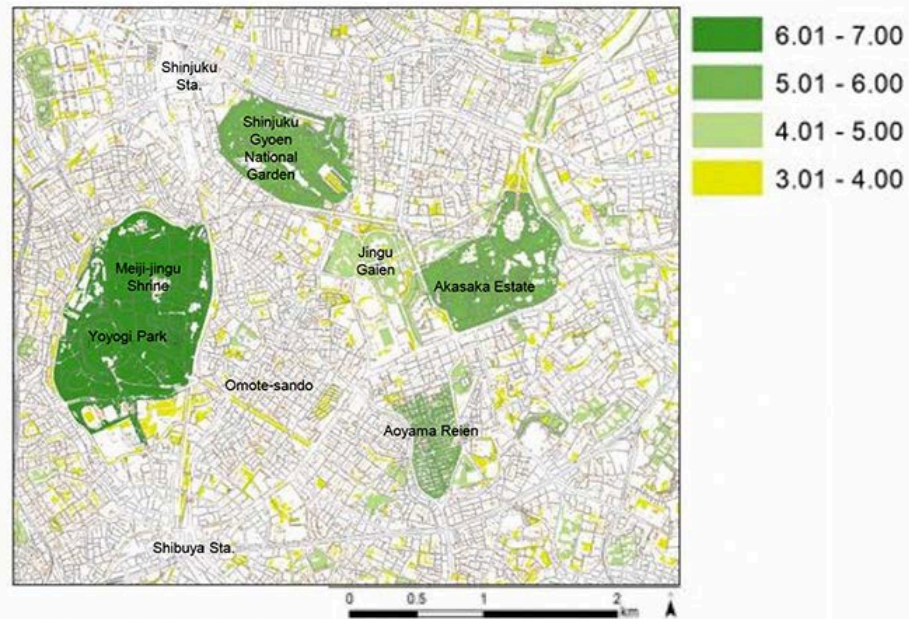 6.01 - 7.00
5.01 - 6.00
4.01 - 5.00
3.01 - 4.00
Shinjuku
Sta.
Shinjuku
Gyoen
National
Garden
Jingu
Gaien
Meiji-jingu
Shrine
Akasaka Estate
Yoyogi Park
Omote-sando
Aoyama Reien
Shibuya Sta.
0 0.5 1 2
km